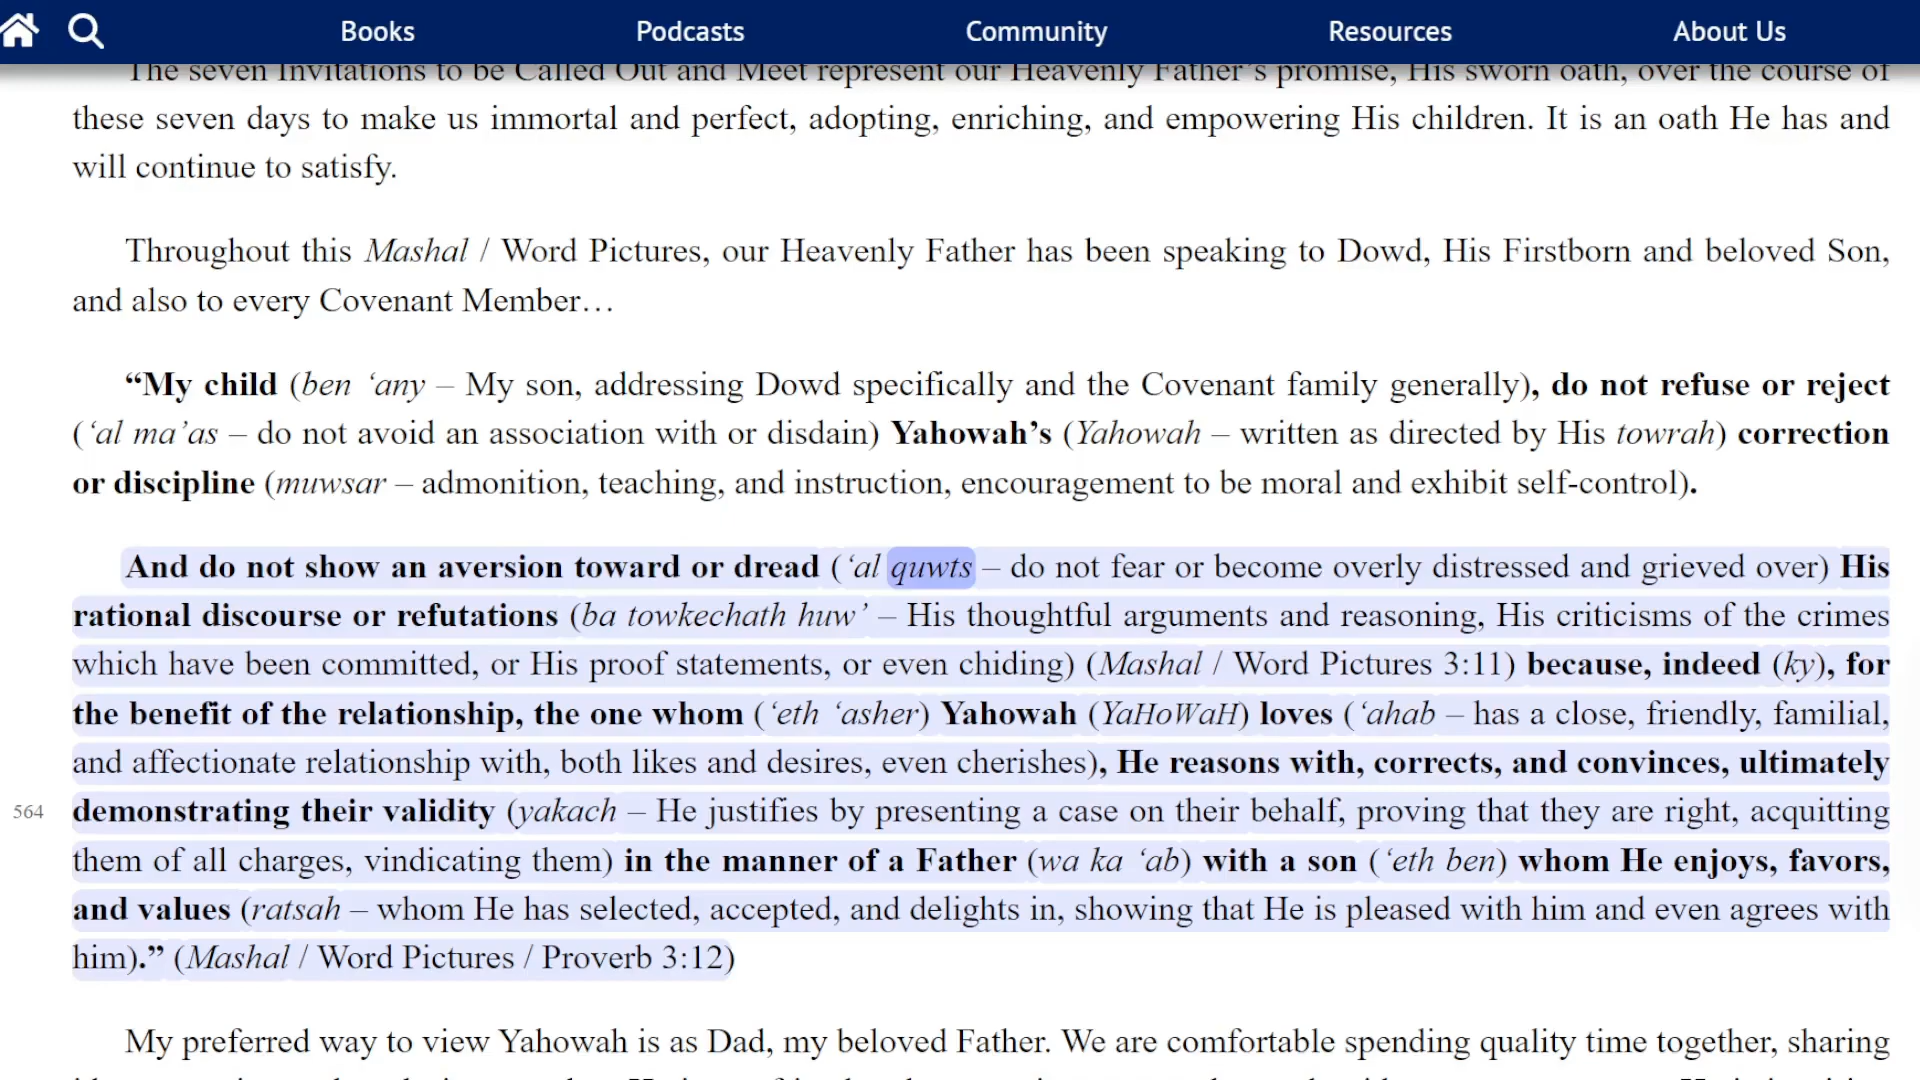 Books Podcasts Community Resources About Us
The seven Invitations to be Called Out and Meet represent our Heavenly Father's promise, His sworn oath, over the course of
these seven days to make us immortal and perfect, adopting, enriching, and empowering His children. It is an oath He has and
will continue to satisfy.
Throughout this Mashal / Word Pictures, our Heavenly Father has been speaking to Dowd, His Firstborn and beloved Son,
and also to every Covenant Member…
“My child (ben ‘any – My son, addressing Dowd specifically and the Covenant family generally), do not refuse or reject
(‘al ma’as – do not avoid an association with or disdain) Yahowah’s (Yahowah – written as directed by His towrah) correction
or discipline (muwsar – admonition, teaching, and instruction, encouragement to be moral and exhibit self-control).
And do not show an aversion toward or dread (‘al quwts – do not fear or become overly distressed and grieved over) His
rational discourse or refutations (ba towkechath huw’ – His thoughtful arguments and reasoning, His criticisms of the crimes
which have been committed, or His proof statements, or even chiding) (Mashal / Word Pictures 3:11) because, indeed (ky), for
the benefit of the relationship, the one whom (‘eth ‘asher) Yahowah (YaHoWaH) loves (‘ahab – has a close, friendly, familial,
and affectionate relationship with, both likes and desires, even cherishes), He reasons with, corrects, and convinces, ultimately
564 demonstrating their validity (yakach – He justifies by presenting a case on their behalf, proving that they are right, acquitting
them of all charges, vindicating them) in the manner of a Father (wa ka ‘ab) with a son (‘eth ben) whom He enjoys, favors,
and values (ratsah – whom He has selected, accepted, and delights in, showing that He is pleased with him and even agrees with
him).” (Mashal / Word Pictures / Proverb 3:12)
My preferred way to view Yahowah is as Dad, my beloved Father. We are comfortable spending quality time together, sharing